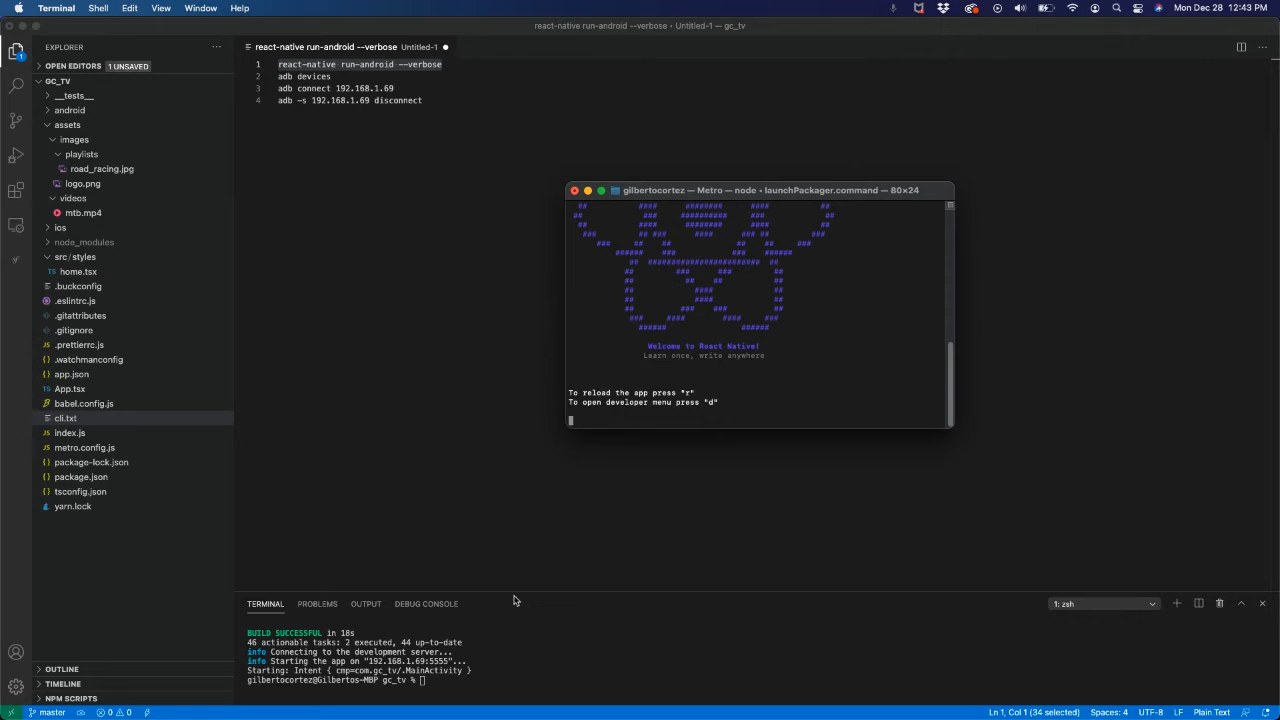 Terminal Shell Edit View Window Help
Mon Dec 28 12:43 PM
react-native run-android --verbose • Untitled-1 — gc_tv
EXPLORER
react-native run-android --verbose Untitled-1
OPEN EDITORS 1 UNSAVED
1 react-native run-android --verbose
2 adb devices
3 adb connect 192.168.1.69
4 adb -s 192.168.1.69 disconnect
1
GC_TV
__tests__
android
assets
images
playlists
road_racing.jpg
logo.png
videos
mtb.mp4
ios
node_modules
src/styles
home.tsx
.buckconfig
.eslintrc.js
.gitattributes
.gitignore
.prettierrc.js
.watchmanconfig
app.json
App.tsx
babel.config.js
cli.txt
index.js
metro.config.js
package-lock.json
package.json
tsconfig.json
yarn.lock
gilbertocortez — Metro — node ◂ launchPackager.command — 80×24
## #### ######## #### ##
## ### ########## ### ##
## #### ######## #### ##
### ## ### #### ### ## ###
### ## ## ## ## ###
###### ### ### ######
## ####################### ##
## ### ### ##
## ## ## ##
## #### ##
## #### ##
## ### ### ##
### #### #### ###
###### ######
Welcome to React Native!
Learn once, write anywhere
To reload the app press "r"
To open developer menu press "d"
TERMINAL PROBLEMS OUTPUT DEBUG CONSOLE
1: zsh
BUILD SUCCESSFUL in 18s
46 actionable tasks: 2 executed, 44 up-to-date
info Connecting to the development server...
info Starting the app on "192.168.1.69:5555"...
Starting: Intent { cmp=com.gc_tv/.MainActivity }
gilbertocortez@Gilbertos-MBP gc_tv %
OUTLINE
TIMELINE
NPM SCRIPTS
master 0 0
Ln 1, Col 1 (34 selected) Spaces: 4 UTF-8 LF Plain Text